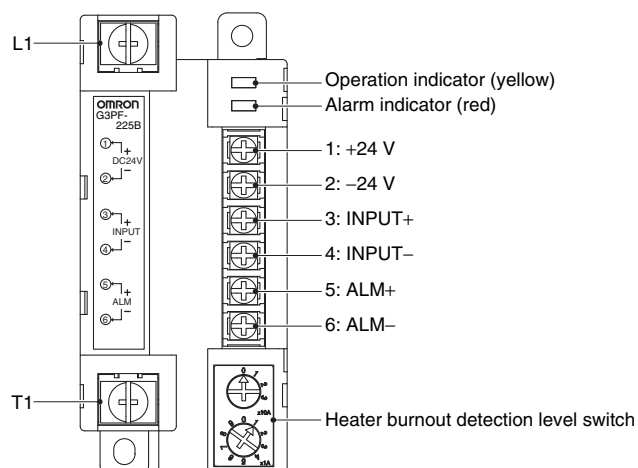 L1
Operation indicator (yellow)
Alarm indicator (red)
OMRON
G3PF-
225B
1 +
DC24V
2 −
3 +
INPUT
4 −
5 +
ALM
6 −
1: +24 V
2: −24 V
3: INPUT+
4: INPUT−
5: ALM+
6: ALM−
T1
0
x10A
0
x1A
Heater burnout detection level switch